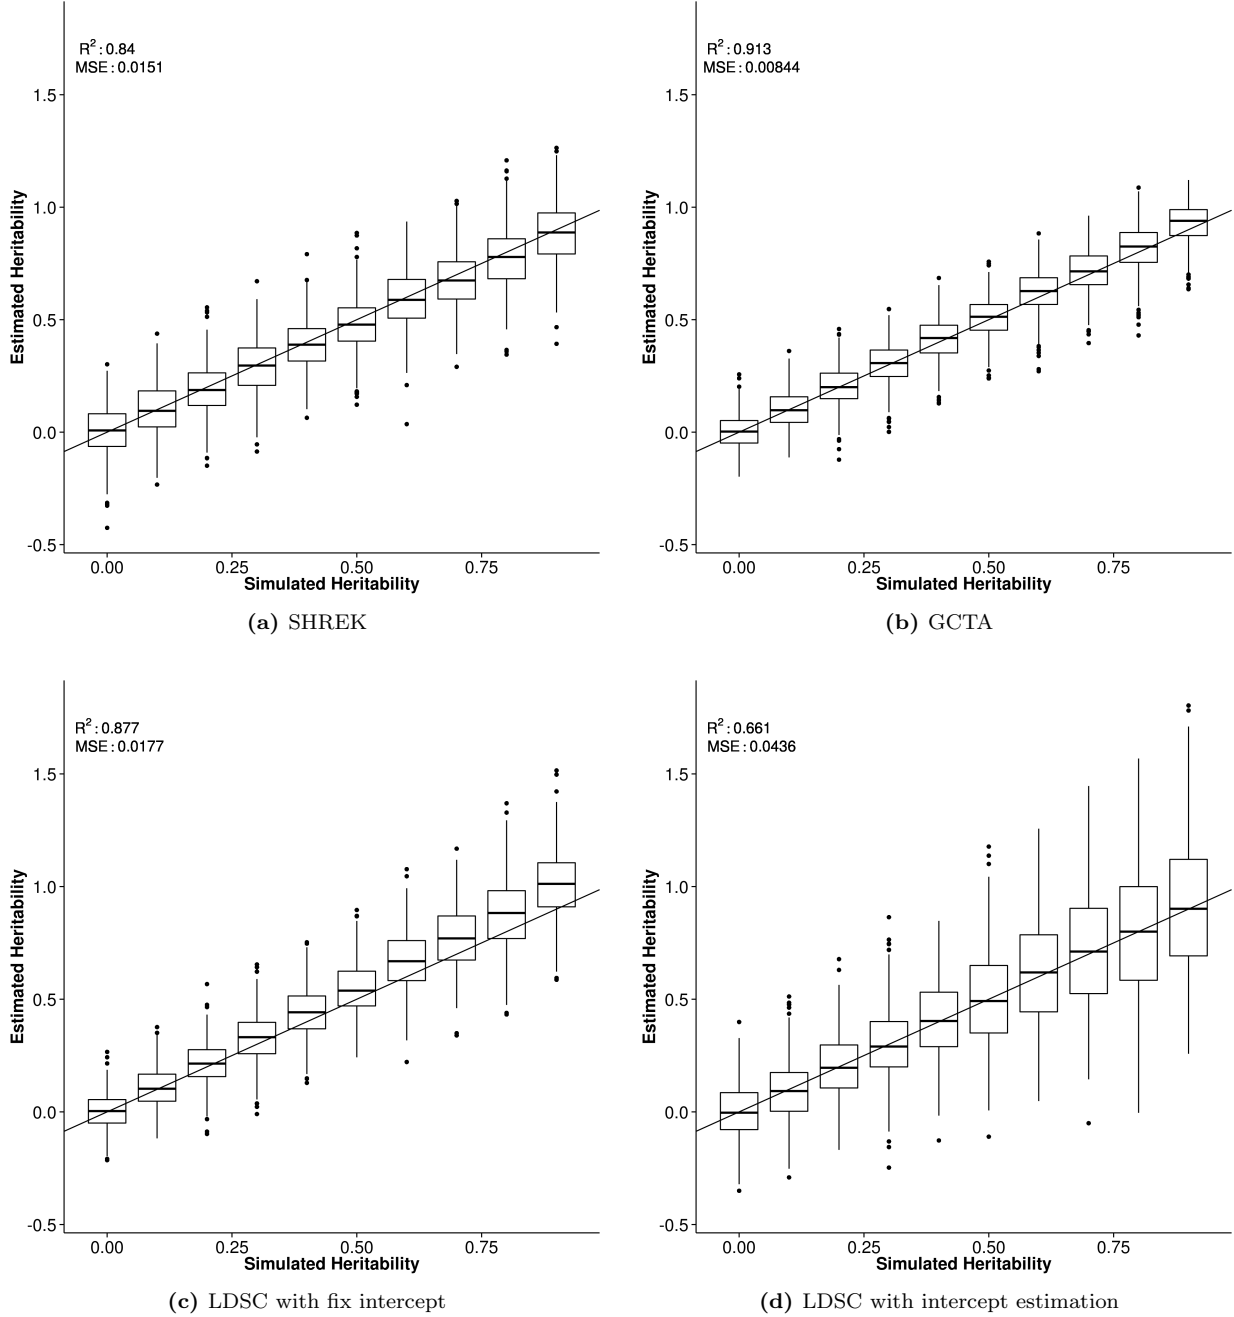 R²: 0.84
MSE: 0.0151
Estimated Heritability
1.5
1.0
0.5
0.0
-0.5
0.00 0.25 0.50 0.75
Simulated Heritability
(a) SHREK
R²: 0.913
MSE: 0.00844
Estimated Heritability
1.5
1.0
0.5
0.0
-0.5
0.00 0.25 0.50 0.75
Simulated Heritability
(b) GCTA
R²: 0.877
MSE: 0.0177
Estimated Heritability
1.5
1.0
0.5
0.0
-0.5
0.00 0.25 0.50 0.75
Simulated Heritability
(c) LDSC with fix intercept
R²: 0.661
MSE: 0.0436
Estimated Heritability
1.5
1.0
0.5
0.0
-0.5
0.00 0.25 0.50 0.75
Simulated Heritability
(d) LDSC with intercept estimation